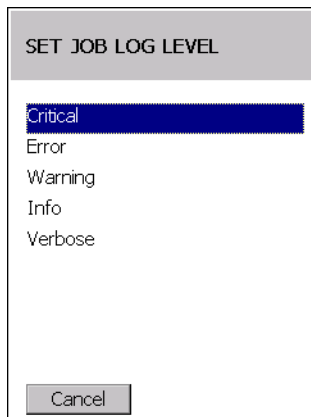 SET JOB LOG LEVEL
Critical
Error
Warning
Info
Verbose
Cancel